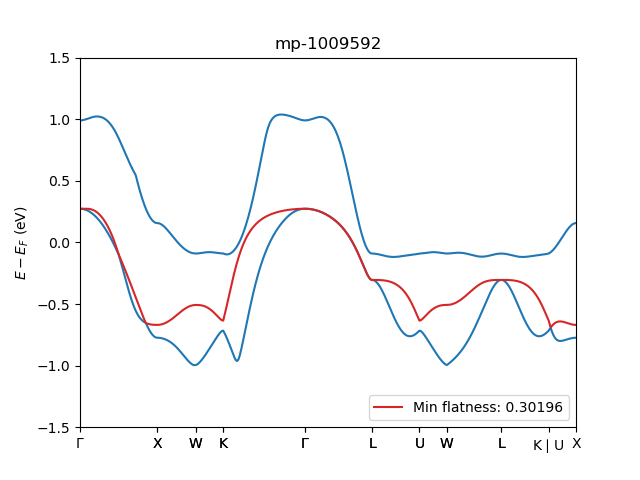 mp-1009592
E − E_F (eV)
1.5
1.0
0.5
0.0
−0.5
−1.0
−1.5
Min flatness: 0.30196
Γ X W K Γ L U W L K | U X